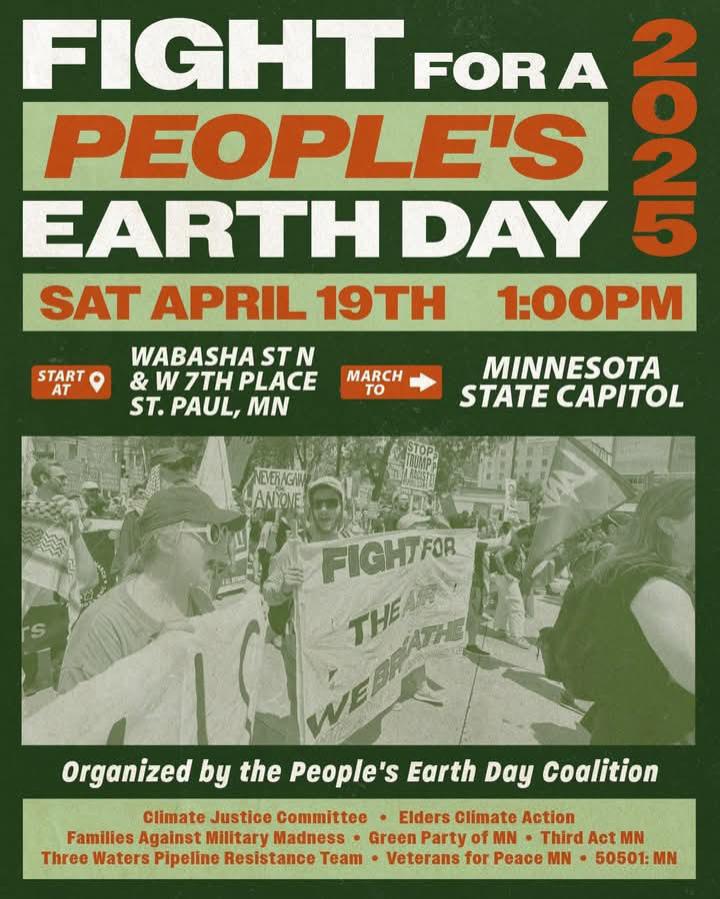 FIGHT FOR A
PEOPLE'S
EARTH DAY
2025
SAT APRIL 19TH 1:00PM
START
AT
WABASHA ST N
& W 7TH PLACE
ST. PAUL, MN
MARCH
TO
MINNESOTA
STATE CAPITOL
NEVER AGAIN
ANYONE
STOP
TRUMP
FIGHT FOR
THE AIR
WE BREATHE
Organized by the People's Earth Day Coalition
Climate Justice Committee • Elders Climate Action
Families Against Military Madness • Green Party of MN • Third Act MN
Three Waters Pipeline Resistance Team • Veterans for Peace MN • 50501: MN